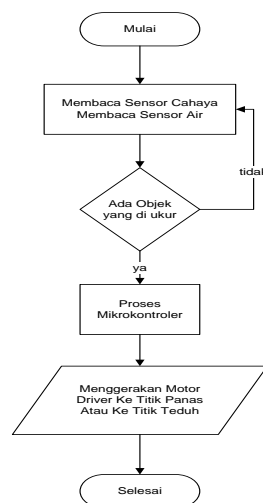 Mulai
Membaca Sensor Cahaya
Membaca Sensor Air
tidak
Ada Objek
yang di ukur
ya
Proses
Mikrokontroler
Menggerakan Motor
Driver Ke Titik Panas
Atau Ke Titik Teduh
Selesai